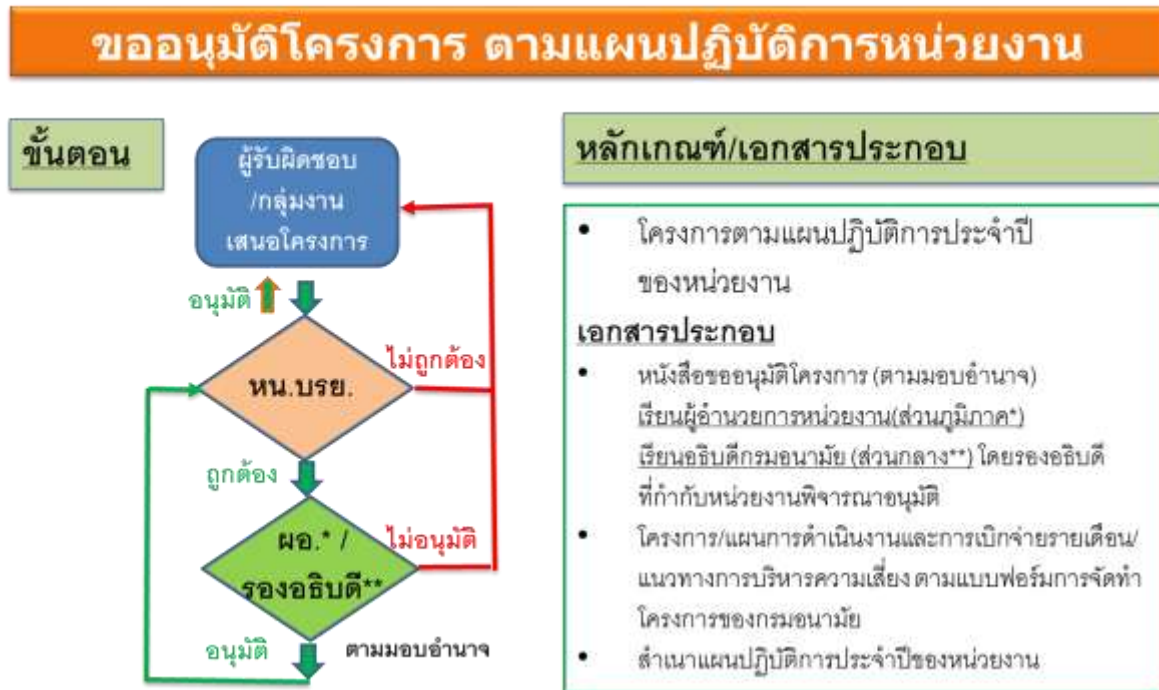 ขออนุมัติโครงการ ตามแผนปฏิบัติการหน่วยงาน
ขั้นตอน
ผู้รับผิดชอบ
/กลุ่มงาน
เสนอโครงการ
อนุมัติ
หน.บรย.
ไม่ถูกต้อง
ถูกต้อง
ผอ.* /
รองอธิบดี**
ไม่อนุมัติ
อนุมัติ
ตามมอบอำนาจ
หลักเกณฑ์/เอกสารประกอบ
• โครงการตามแผนปฏิบัติการประจำปี
ของหน่วยงาน
เอกสารประกอบ
• หนังสือขออนุมัติโครงการ (ตามมอบอำนาจ)
เรียนผู้อำนวยการหน่วยงาน(ส่วนภูมิภาค*)
เรียนอธิบดีกรมอนามัย (ส่วนกลาง**) โดยรองอธิบดี
ที่กำกับหน่วยงานพิจารณาอนุมัติ
• โครงการ/แผนการดำเนินงานและการเบิกจ่ายรายเดือน/
แนวทางการบริหารความเสี่ยง ตามแบบฟอร์มการจัดทำ
โครงการของกรมอนามัย
• สำเนาแผนปฏิบัติการประจำปีของหน่วยงาน